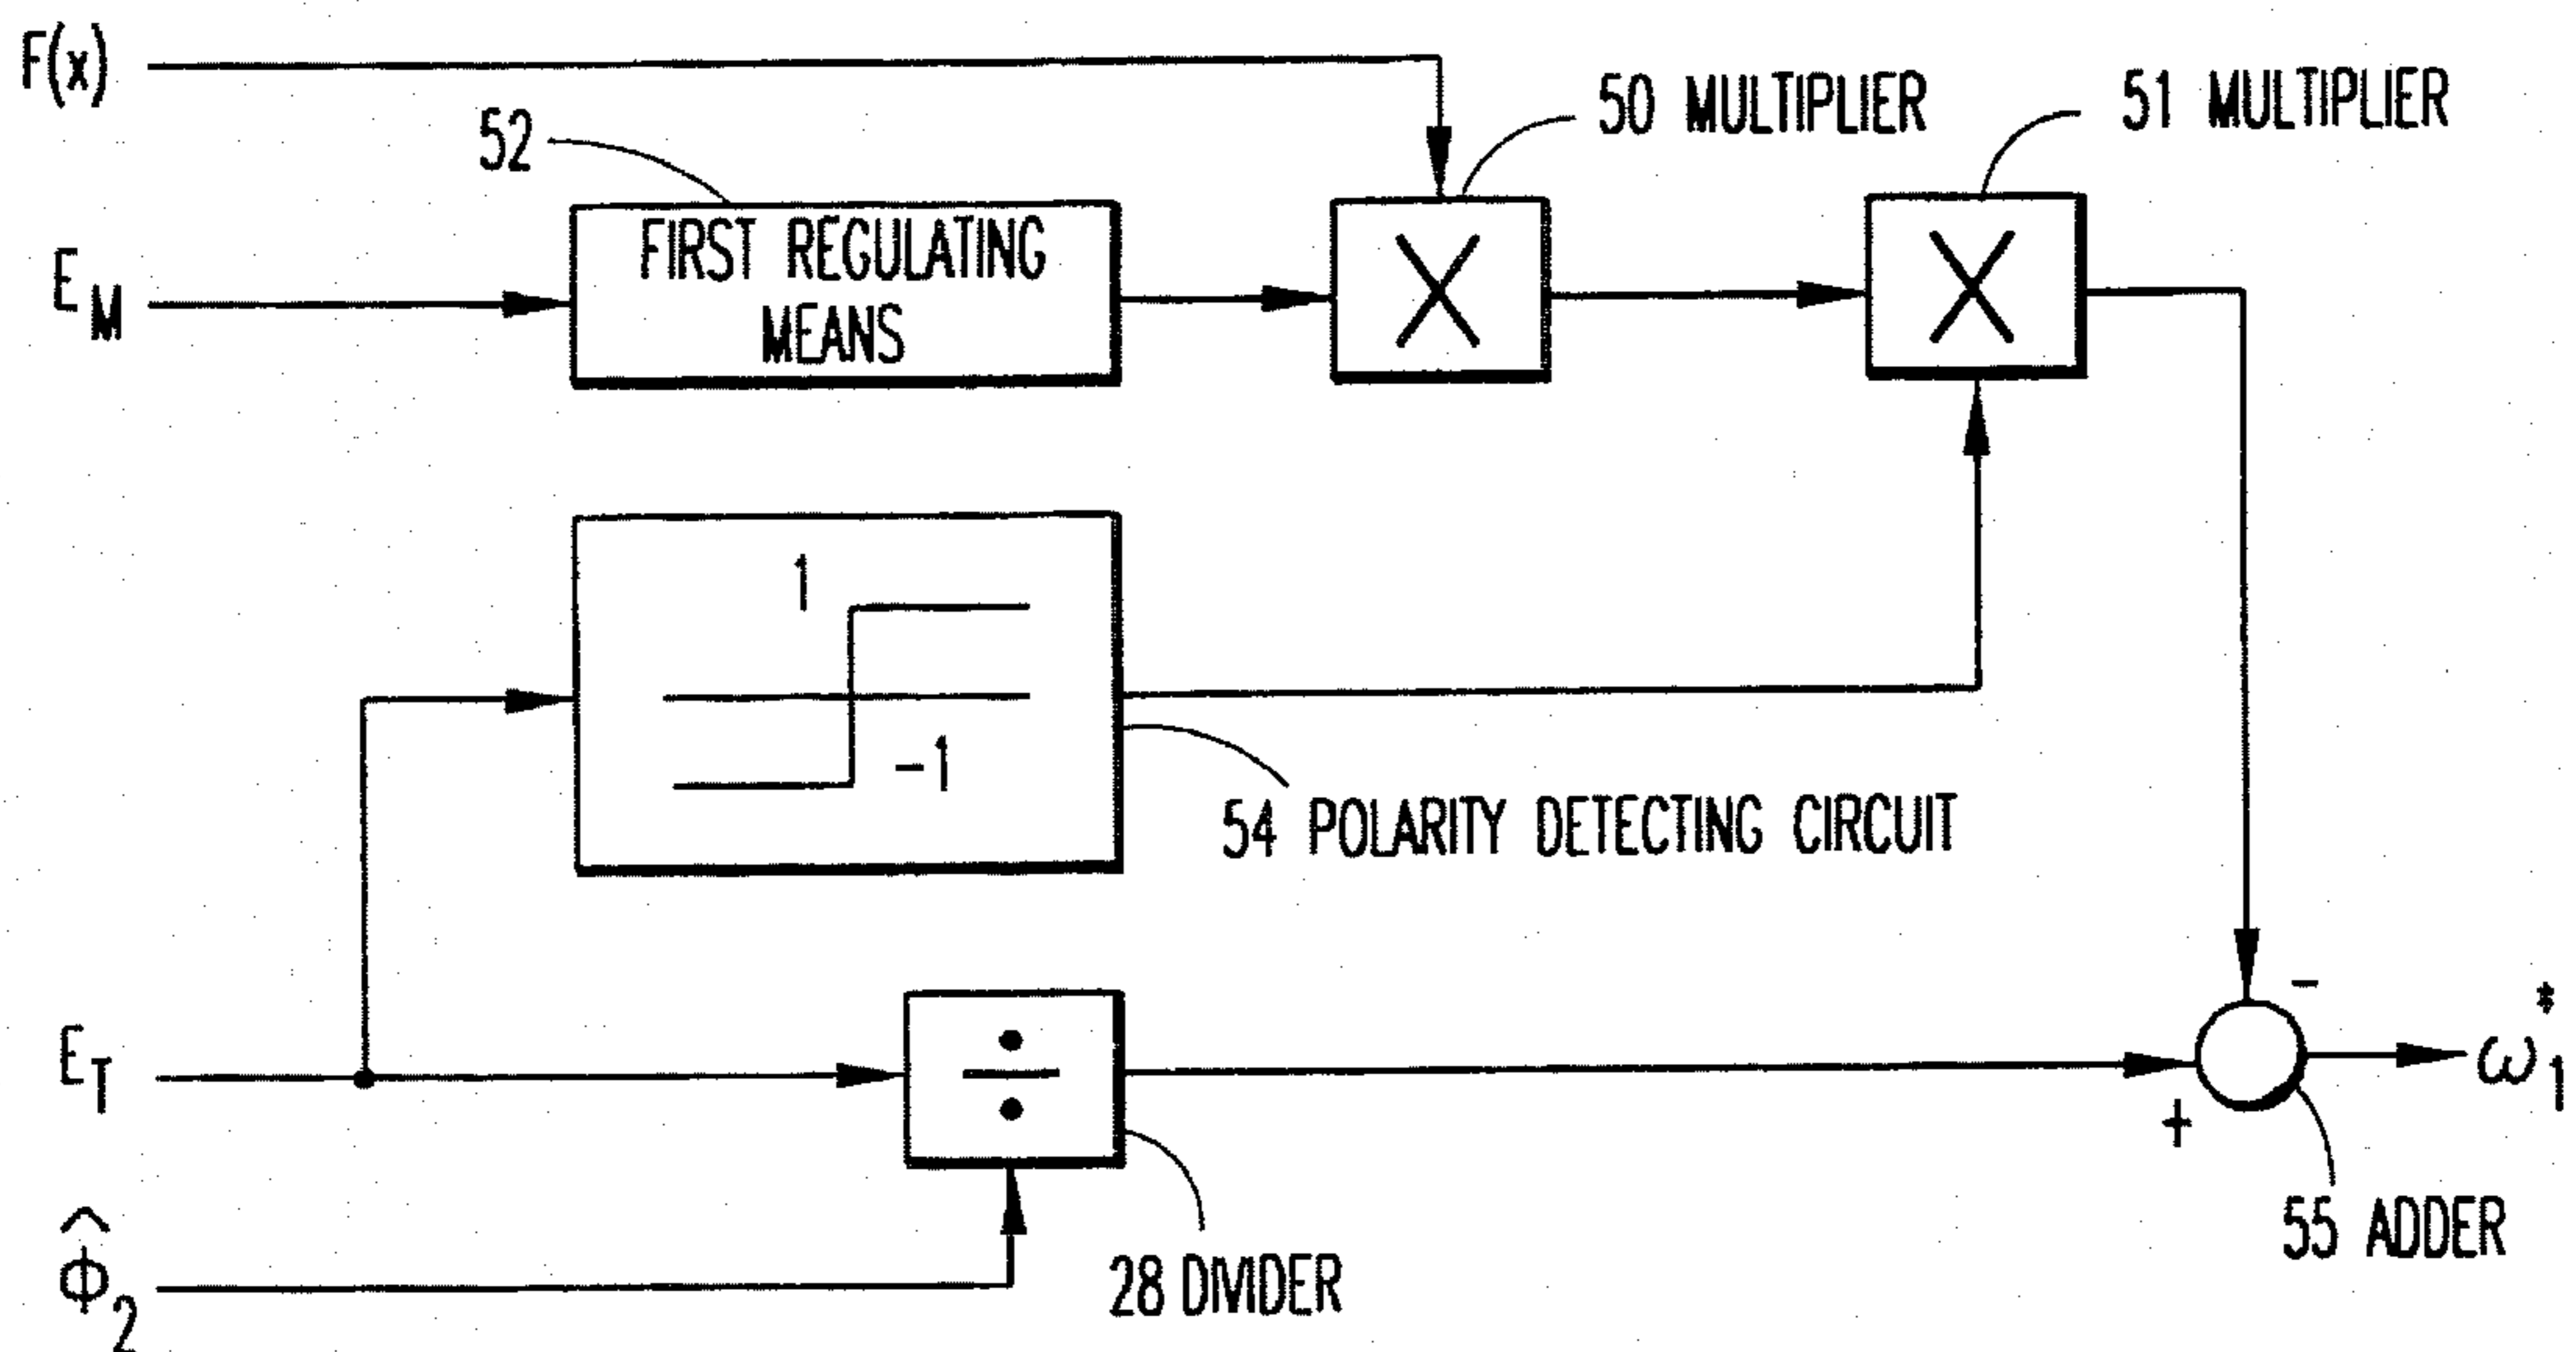 F(x)
50 MULTIPLIER
51 MULTIPLIER
52
FIRST REGULATING
MEANS
E_M
X
X
1
-1
54 POLARITY DETECTING CIRCUIT
E_T
÷
-
+
ω_1^*
55 ADDER
Φ̂_2
28 DIVIDER